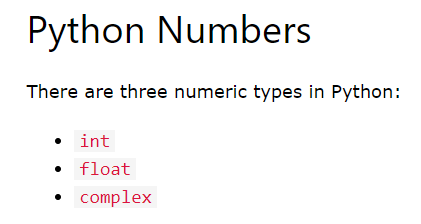 Python Numbers
There are three numeric types in Python:
int
float
complex